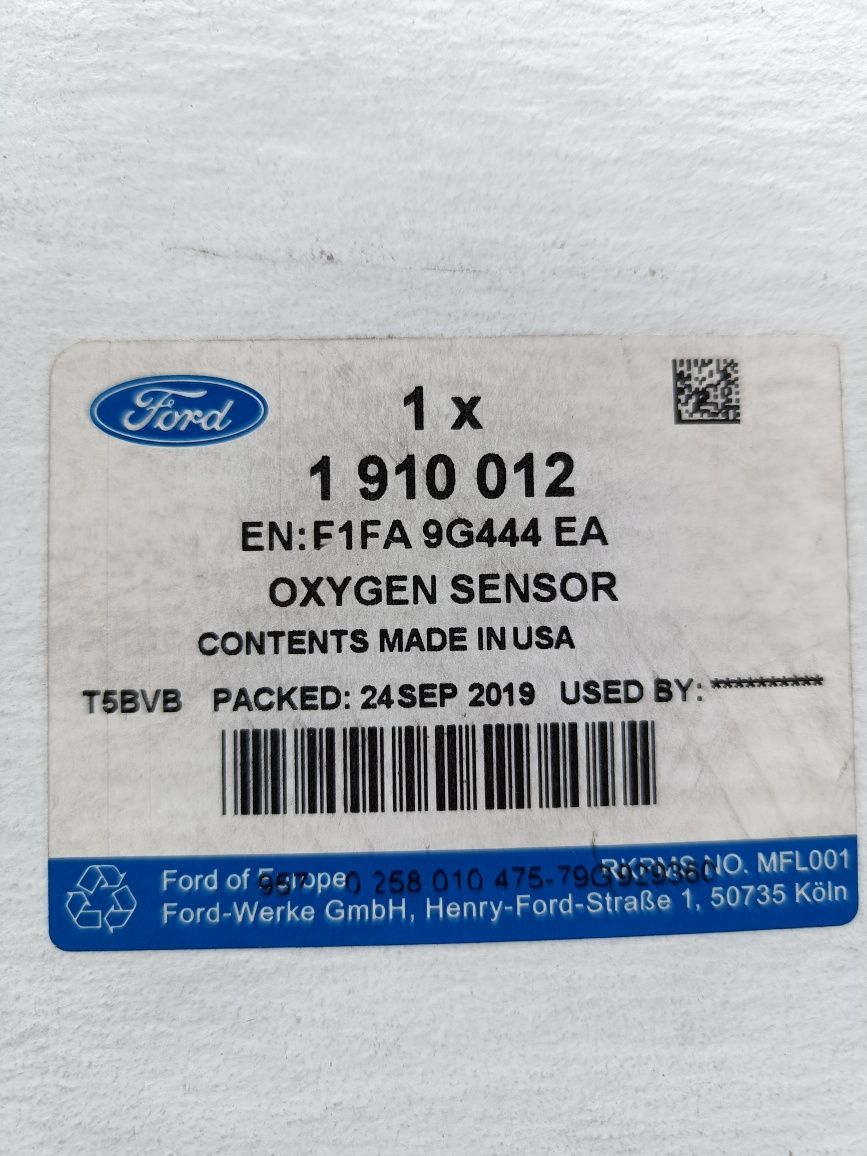 Ford
1 x
1 910 012
EN: F1FA 9G444 EA
OXYGEN SENSOR
CONTENTS MADE IN USA
T5BVB PACKED: 24 SEP 2019 USED BY: **********
Ford of Europe NO. MFL001
0 258 010 475-79G
Ford-Werke GmbH, Henry-Ford-Straße 1, 50735 Köln